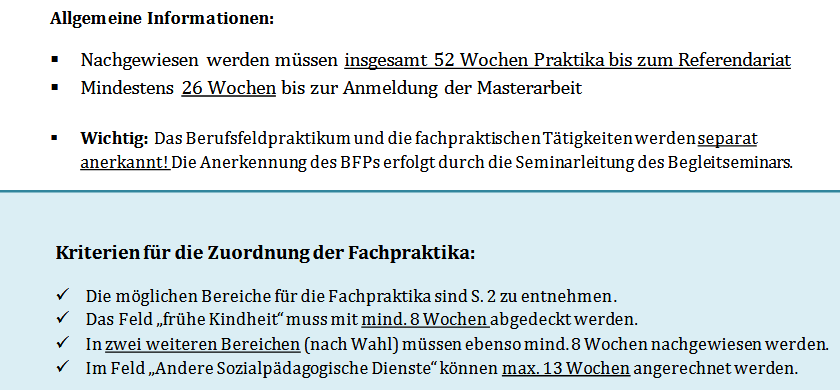 Allgemeine Informationen:
▪ Nachgewiesen werden müssen insgesamt 52 Wochen Praktika bis zum Referendariat
▪ Mindestens 26 Wochen bis zur Anmeldung der Masterarbeit
▪ Wichtig: Das Berufsfeldpraktikum und die fachpraktischen Tätigkeiten werden separat
anerkannt! Die Anerkennung des BFPs erfolgt durch die Seminarleitung des Begleitseminars.
Kriterien für die Zuordnung der Fachpraktika:
✓ Die möglichen Bereiche für die Fachpraktika sind S. 2 zu entnehmen.
✓ Das Feld „frühe Kindheit“ muss mit mind. 8 Wochen abgedeckt werden.
✓ In zwei weiteren Bereichen (nach Wahl) müssen ebenso mind. 8 Wochen nachgewiesen werden.
✓ Im Feld „Andere Sozialpädagogische Dienste“ können max. 13 Wochen angerechnet werden.